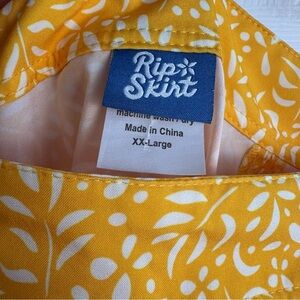 Rip
Skirt
machine wash / dry
Made in China
XX-Large